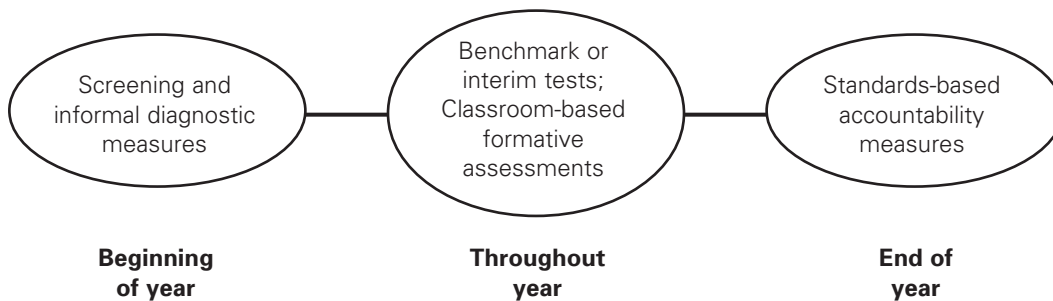 Screening and
informal diagnostic
measures
Benchmark or
interim tests;
Classroom-based
formative
assessments
Standards-based
accountability
measures
Beginning
of year
Throughout
year
End of
year